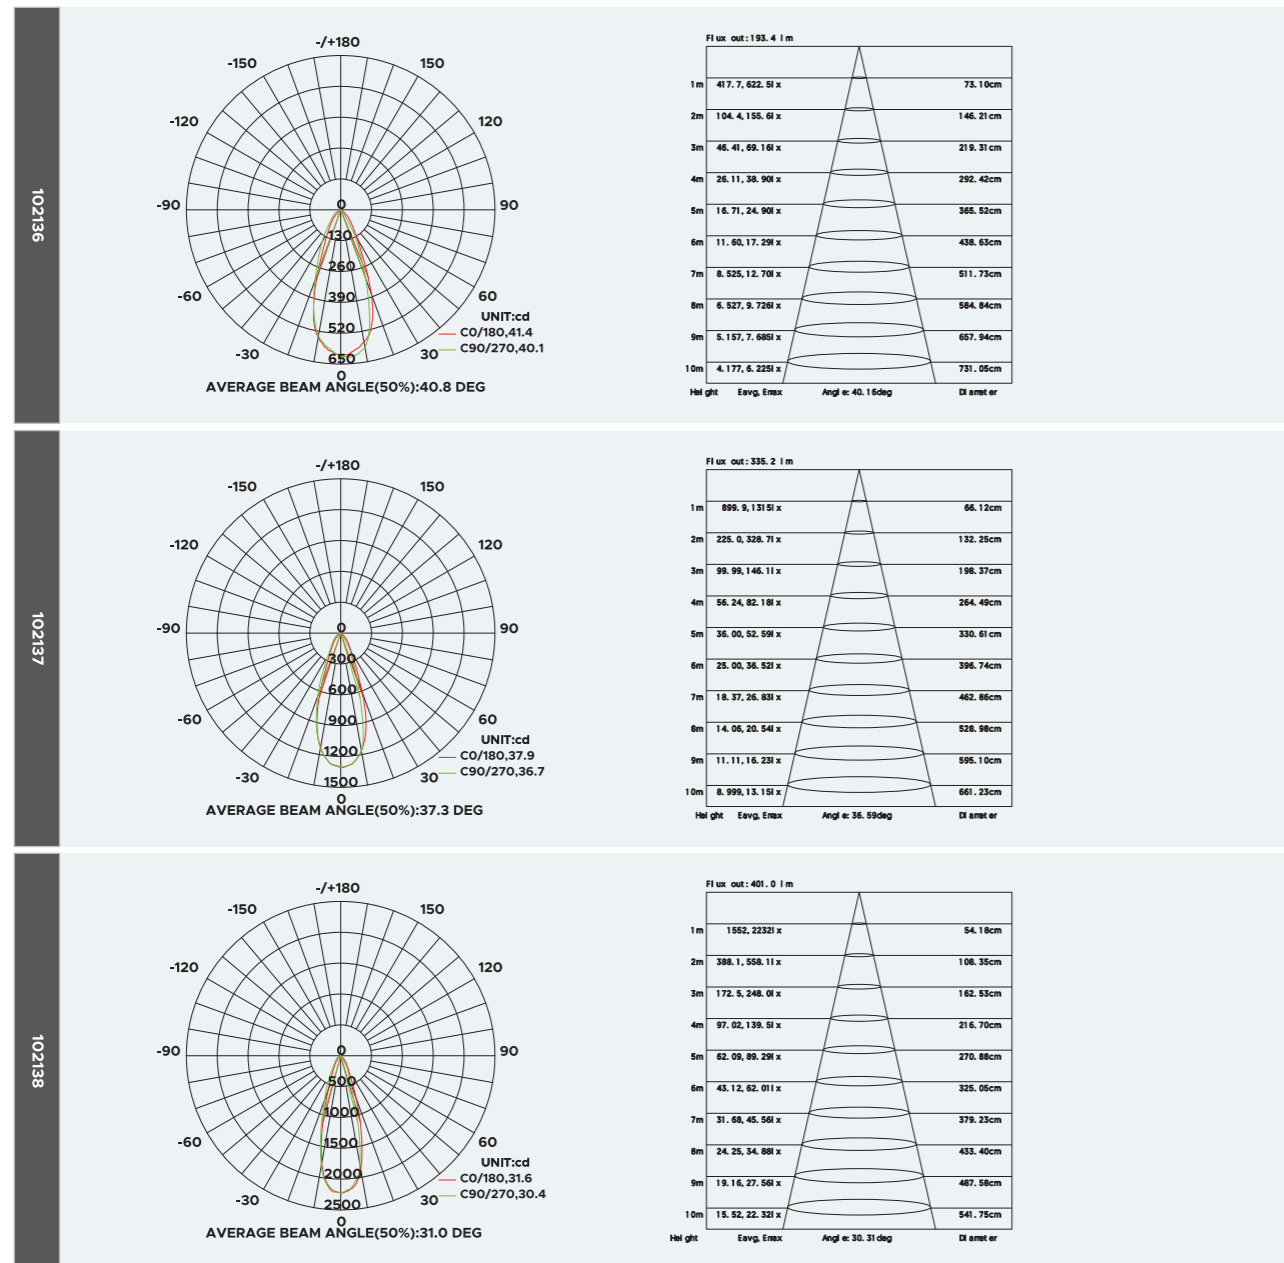 102136
-/+180
-150
150
-120
120
-90
0
90
130
260
-60
390
60
520
UNIT:cd
C0/180,41.4
C90/270,40.1
-30
650
30
0
AVERAGE BEAM ANGLE(50%):40.8 DEG
Flux out:193.4 lm
1m 417.7,622.5lx 73.10cm
2m 104.4,155.6lx 146.21cm
3m 46.41,69.16lx 219.31cm
4m 26.11,38.90lx 292.42cm
5m 16.71,24.90lx 365.52cm
6m 11.60,17.29lx 438.63cm
7m 8.525,12.70lx 511.73cm
8m 6.527,9.726lx 584.84cm
9m 5.157,7.685lx 657.94cm
10m 4.177,6.225lx 731.05cm
Height Eavg,Emax Angle:40.16deg Diameter
102137
-/+180
-150
150
-120
120
-90
0
90
300
600
-60
900
60
1200
UNIT:cd
C0/180,37.9
C90/270,36.7
-30
1500
30
0
AVERAGE BEAM ANGLE(50%):37.3 DEG
Flux out:335.2 lm
1m 899.9,1315lx 66.12cm
2m 225.0,328.7lx 132.25cm
3m 99.99,146.1lx 198.37cm
4m 56.24,82.18lx 264.49cm
5m 36.00,52.59lx 330.61cm
6m 25.00,36.52lx 396.74cm
7m 18.37,26.83lx 462.86cm
8m 14.06,20.54lx 528.98cm
9m 11.11,16.23lx 595.10cm
10m 8.999,13.15lx 661.23cm
Height Eavg,Emax Angle:36.59deg Diameter
102138
-/+180
-150
150
-120
120
-90
0
90
500
1000
-60
1500
60
2000
UNIT:cd
C0/180,31.6
C90/270,30.4
-30
2500
30
0
AVERAGE BEAM ANGLE(50%):31.0 DEG
Flux out:401.0 lm
1m 1552,2232lx 54.18cm
2m 388.1,558.1lx 108.35cm
3m 172.5,248.0lx 162.53cm
4m 97.02,139.5lx 216.70cm
5m 62.09,89.29lx 270.88cm
6m 43.12,62.01lx 325.05cm
7m 31.68,45.56lx 379.23cm
8m 24.25,34.88lx 433.40cm
9m 19.16,27.56lx 487.58cm
10m 15.52,22.32lx 541.75cm
Height Eavg,Emax Angle:30.31deg Diameter